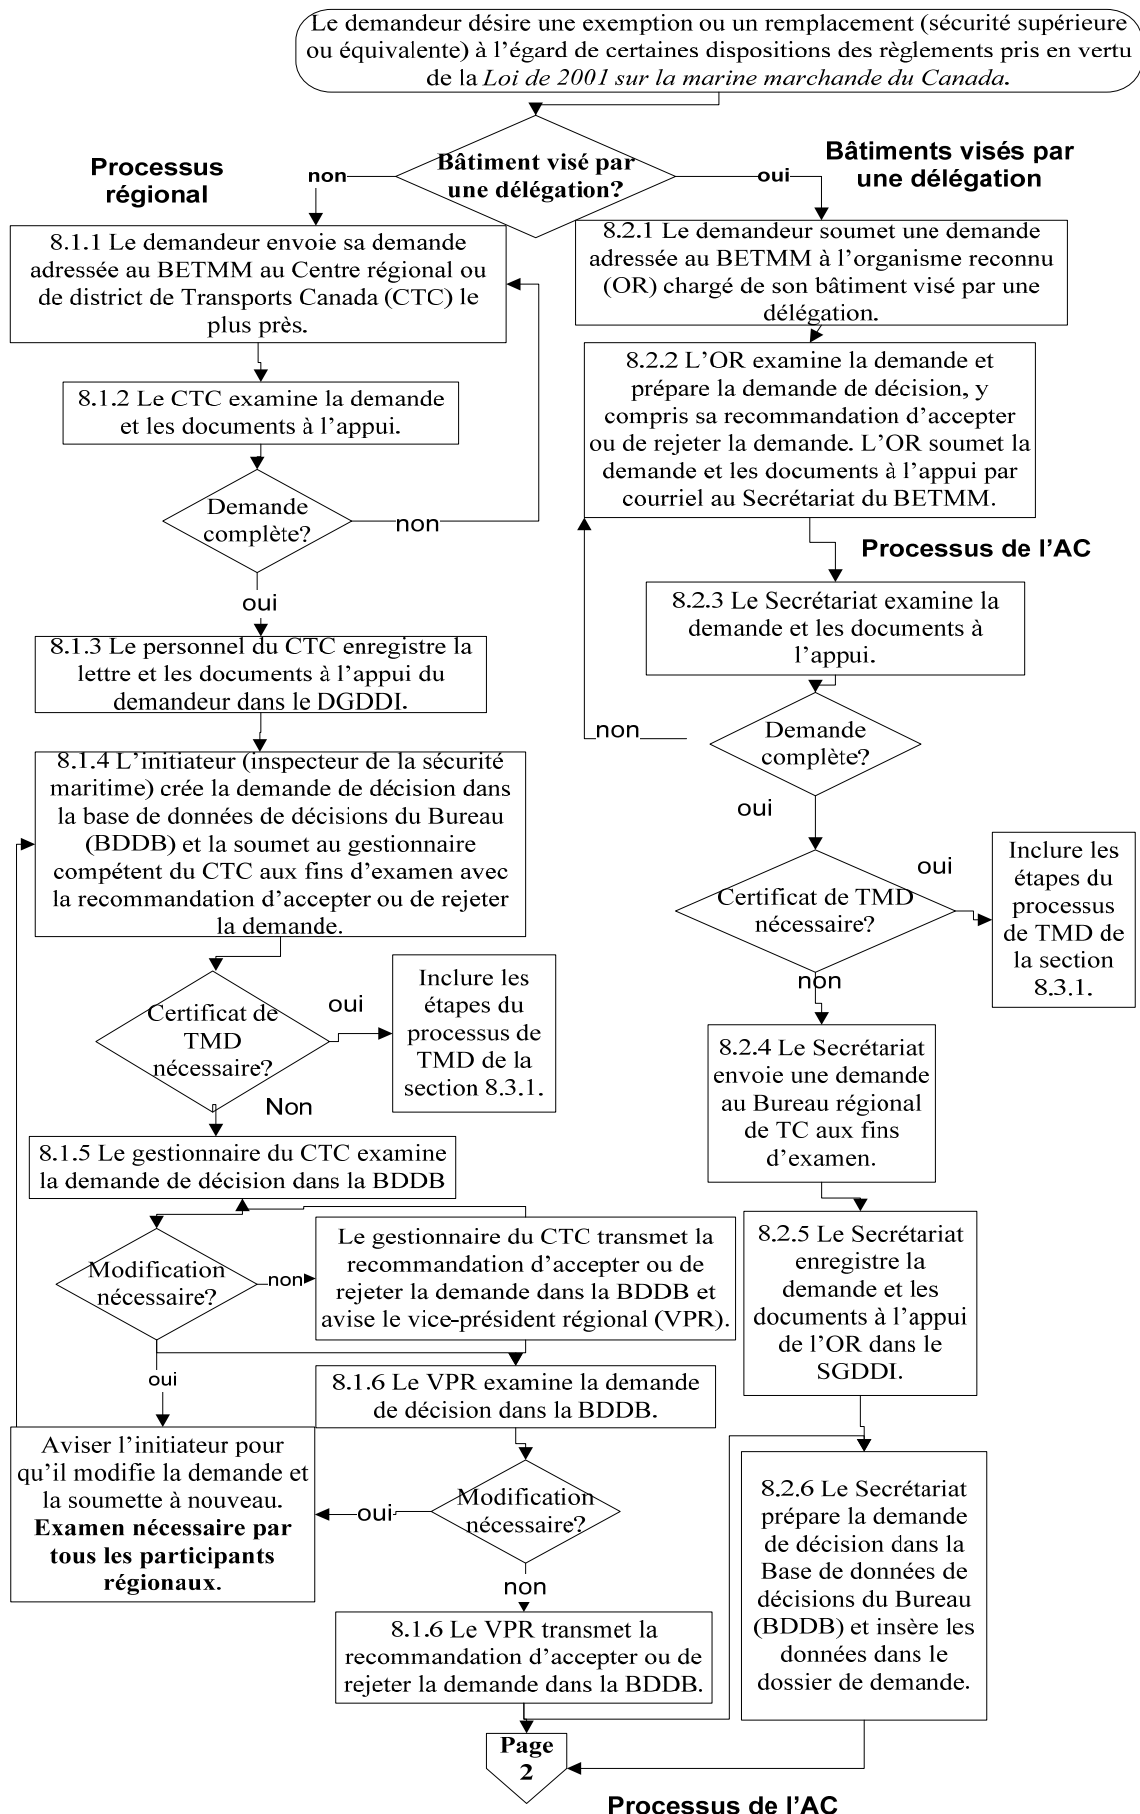 Le demandeur désire une exemption ou un remplacement (sécurité supérieure
ou équivalente) à l'égard de certaines dispositions des règlements pris en vertu
de la Loi de 2001 sur la marine marchande du Canada.
Bâtiment visé par
une délégation?
non
oui
Processus
régional
Bâtiments visés par
une délégation
8.1.1 Le demandeur envoie sa demande
adressée au BETMM au Centre régional ou
de district de Transports Canada (CTC) le
plus près.
8.1.2 Le CTC examine la demande
et les documents à l'appui.
Demande
complète?
non
oui
8.1.3 Le personnel du CTC enregistre la
lettre et les documents à l'appui du
demandeur dans le DGDDI.
8.1.4 L'initiateur (inspecteur de la sécurité
maritime) crée la demande de décision dans
la base de données de décisions du Bureau
(BDDB) et la soumet au gestionnaire
compétent du CTC aux fins d'examen avec
la recommandation d'accepter ou de rejeter
la demande.
Certificat de
TMD
nécessaire?
oui
Inclure les
étapes du
processus de
TMD de la
section 8.3.1.
Non
8.1.5 Le gestionnaire du CTC examine
la demande de décision dans la BDDB
Modification
nécessaire?
non
Le gestionnaire du CTC transmet la
recommandation d'accepter ou de
rejeter la demande dans la BDDB et
avise le vice-président régional (VPR).
oui
8.1.6 Le VPR examine la demande
de décision dans la BDDB.
Aviser l'initiateur pour
qu'il modifie la demande et
la soumette à nouveau.
Examen nécessaire par
tous les participants
régionaux.
oui
Modification
nécessaire?
non
8.1.6 Le VPR transmet la
recommandation d'accepter ou de
rejeter la demande dans la BDDB.
8.2.1 Le demandeur soumet une demande
adressée au BETMM à l'organisme reconnu
(OR) chargé de son bâtiment visé par une
délégation.
8.2.2 L'OR examine la demande et
prépare la demande de décision, y
compris sa recommandation d'accepter
ou de rejeter la demande. L'OR soumet la
demande et les documents à l'appui par
courriel au Secrétariat du BETMM.
Processus de l'AC
8.2.3 Le Secrétariat examine la
demande et les documents à
l'appui.
non
Demande
complète?
oui
Certificat de TMD
nécessaire?
oui
Inclure les
étapes du
processus
de TMD de
la section
8.3.1.
non
8.2.4 Le Secrétariat
envoie une demande
au Bureau régional
de TC aux fins
d'examen.
8.2.5 Le Secrétariat
enregistre la
demande et les
documents à l'appui
de l'OR dans le
SGDDI.
8.2.6 Le Secrétariat
prépare la demande
de décision dans la
Base de données de
décisions du Bureau
(BDDB) et insère les
données dans le
dossier de demande.
Page
2
Processus de l'AC